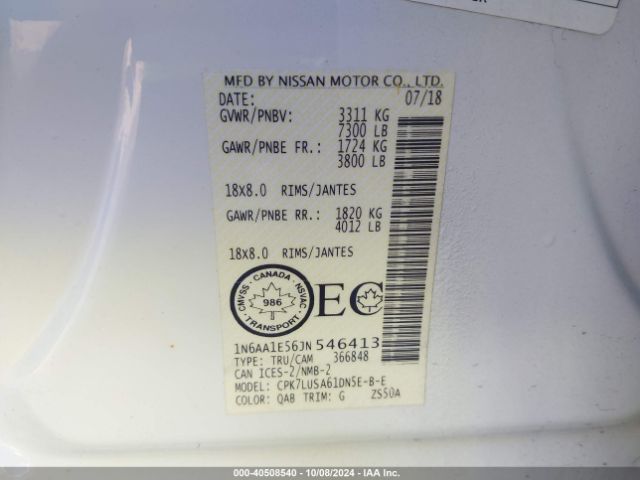 MFD BY NISSAN MOTOR CO., LTD.
DATE: 07/18
GVWR/PNBV: 3311 KG
7300 LB
GAWR/PNBE FR.: 1724 KG
3800 LB
18x8.0 RIMS/JANTES
GAWR/PNBE RR.: 1820 KG
4012 LB
18x8.0 RIMS/JANTES
CMVSS · CANADA · NSVAC
986
TRANSPORT
EC
1N6AA1E56JN546413
TYPE: TRU/CAM 366848
CAN ICES-2/NMB-2
MODEL: CPK7LUSA61DN5E-B-E
COLOR: QAB TRIM: G ZS50A
000-40508540 - 10/08/2024 - IAA Inc.